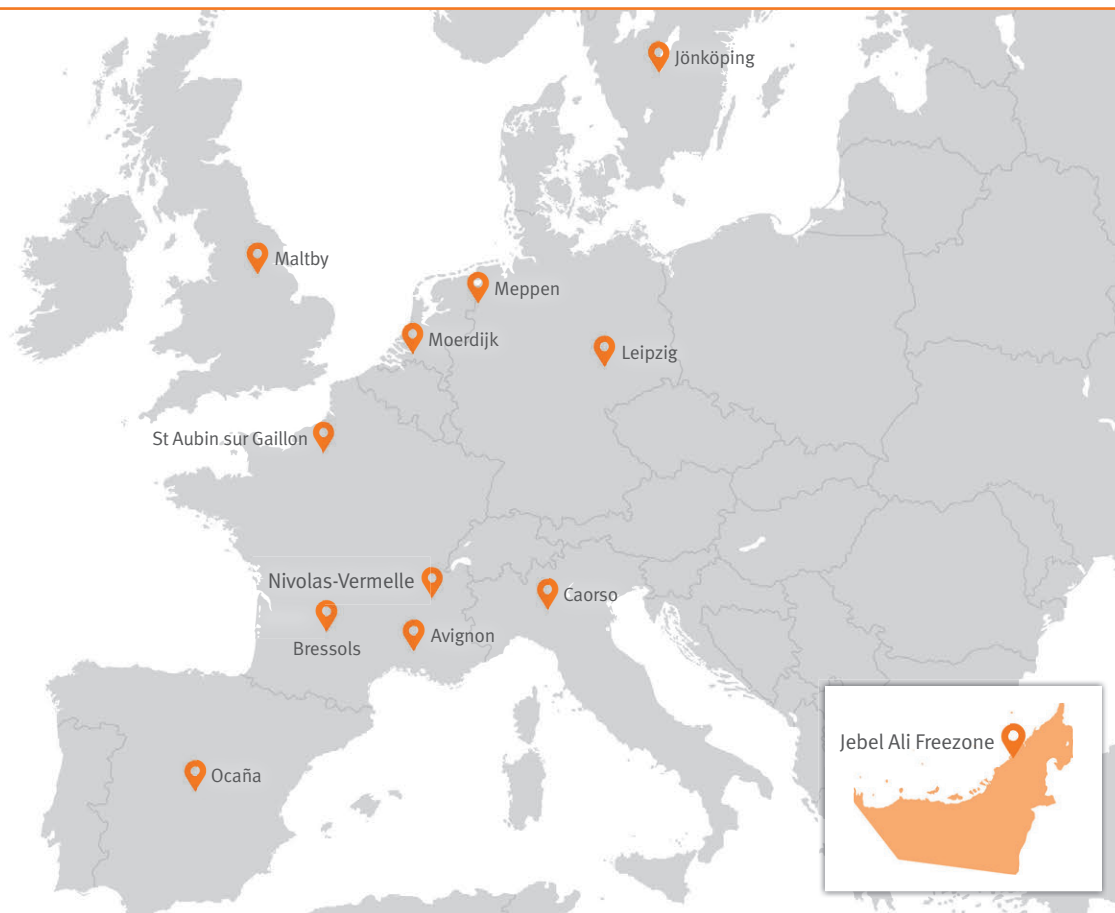 Jönköping
Maltby
Meppen
Moerdijk
Leipzig
St Aubin sur Gaillon
Nivolas-Vermelle
Caorso
Bressols
Avignon
Jebel Ali Freezone
Ocaña